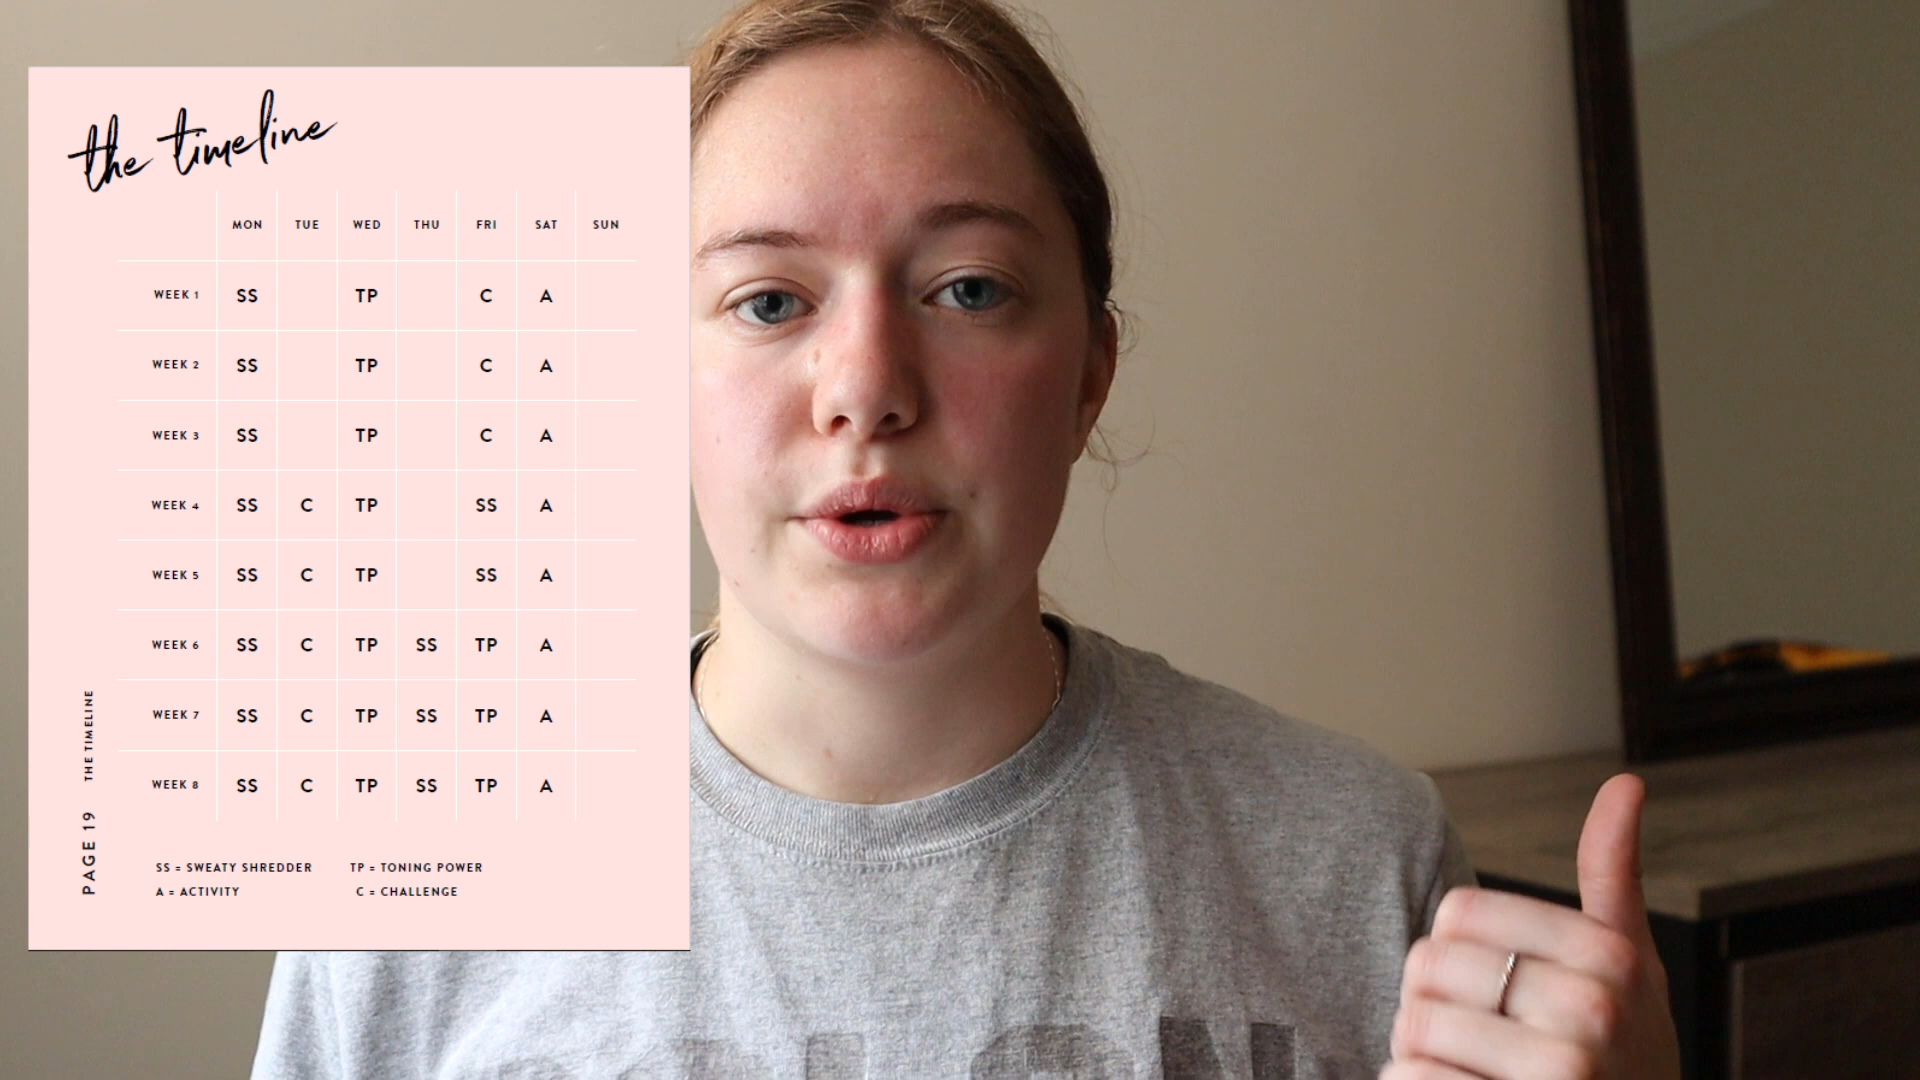 the timeline
MON TUE WED THU FRI SAT SUN
WEEK 1 SS TP C A
WEEK 2 SS TP C A
WEEK 3 SS TP C A
WEEK 4 SS C TP SS A
WEEK 5 SS C TP SS A
WEEK 6 SS C TP SS TP A
WEEK 7 SS C TP SS TP A
WEEK 8 SS C TP SS TP A
SS = SWEATY SHREDDER TP = TONING POWER
A = ACTIVITY C = CHALLENGE
PAGE 19 THE TIMELINE